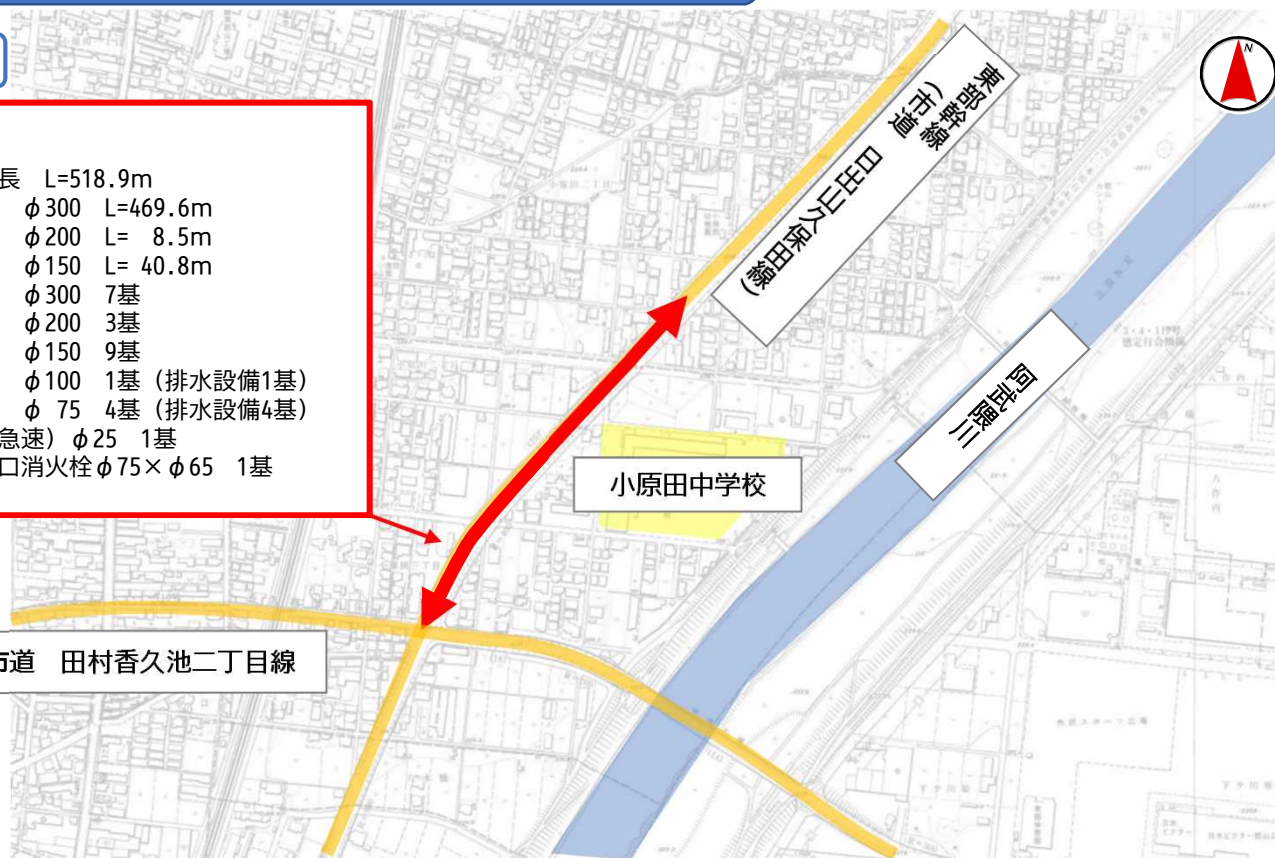 長 L=518.9m
φ300 L=469.6m
φ200 L= 8.5m
φ150 L= 40.8m
φ300 7基
φ200 3基
φ150 9基
φ100 1基（排水設備1基）
φ 75 4基（排水設備4基）
急速）φ25 1基
口消火栓φ75×φ65 1基
N
東部幹線
（市道 日出山久保田線）
阿武隈川
小原田中学校
市道 田村香久池二丁目線